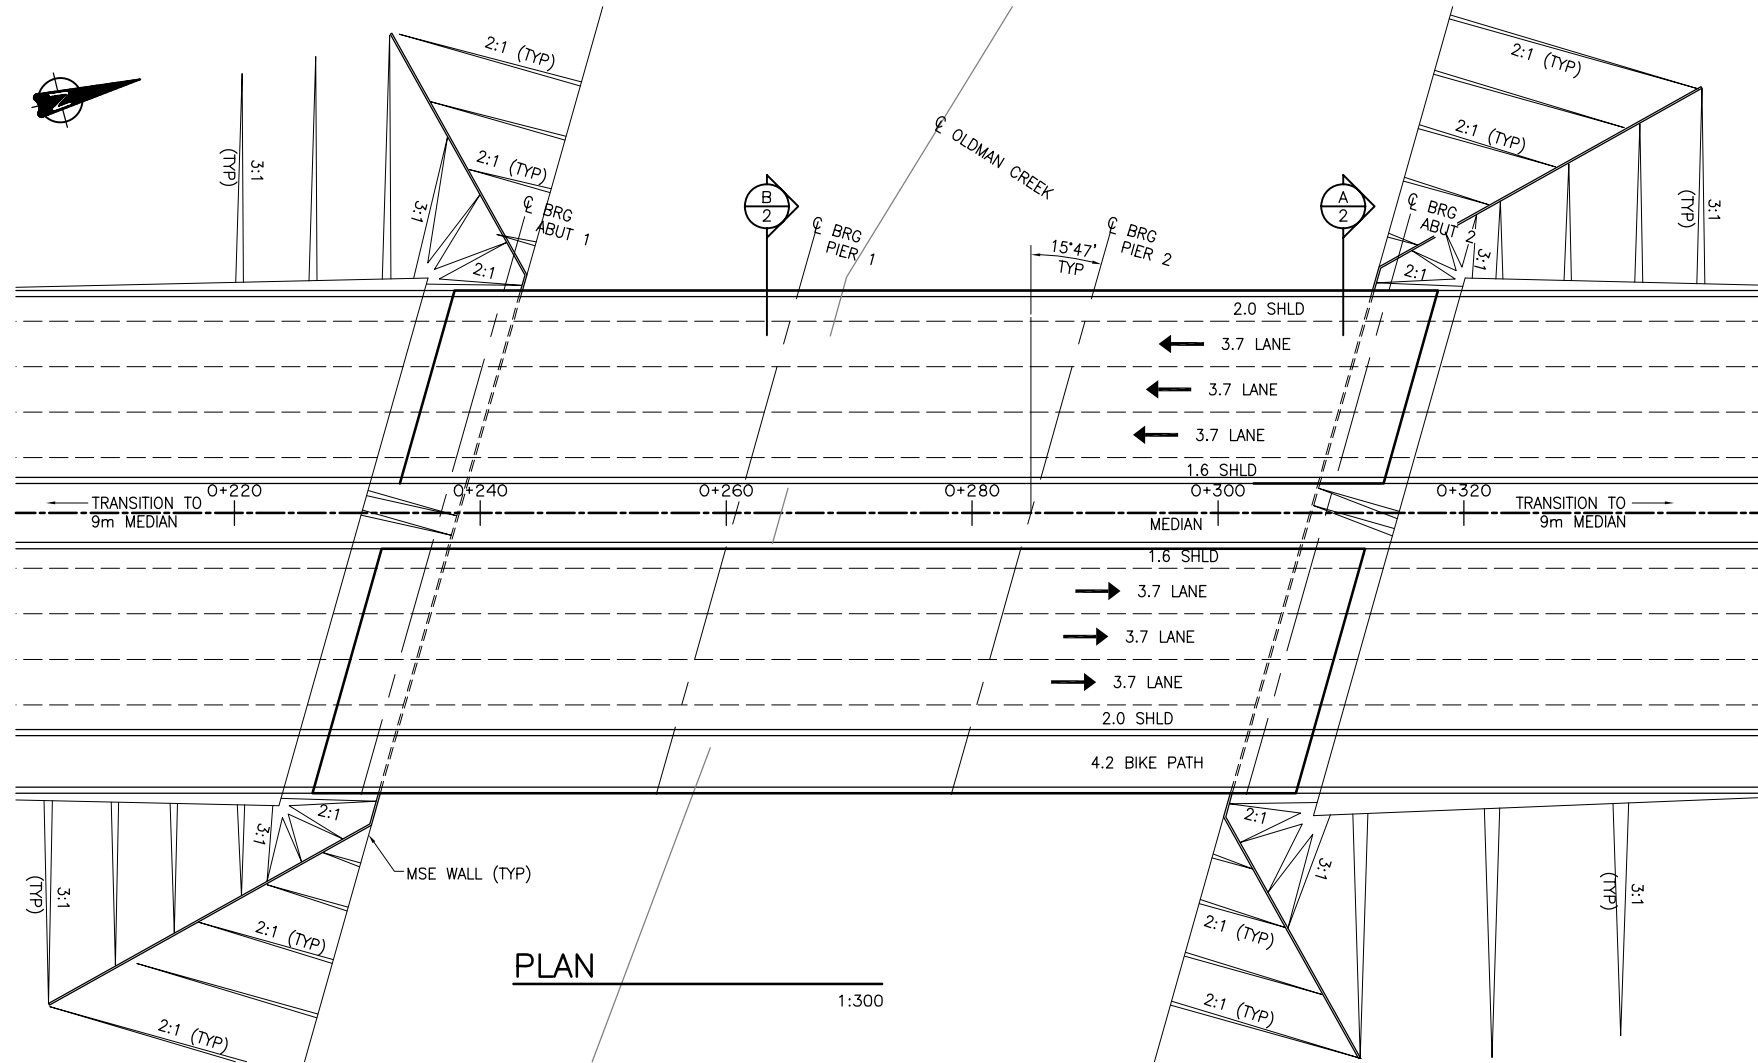 2:1 (TYP)
2:1 (TYP)
N
℄ OLDMAN CREEK
2:1 (TYP)
2:1 (TYP)
3:1
(TYP)
3:1
(TYP)
3:1
℄ BRG
ABUT 1
B
2
℄ BRG
PIER 1
15°47'
TYP
℄ BRG
PIER 2
A
2
℄ BRG
ABUT 2
3:1
2:1
2:1
2.0 SHLD
3.7 LANE
3.7 LANE
3.7 LANE
1.6 SHLD
0+220
0+240
0+260
0+280
0+300
0+320
TRANSITION TO
9m MEDIAN
MEDIAN
TRANSITION TO
9m MEDIAN
1.6 SHLD
3.7 LANE
3.7 LANE
3.7 LANE
2.0 SHLD
4.2 BIKE PATH
2:1
3:1
2:1
3:1
3:1
(TYP)
MSE WALL (TYP)
3:1
(TYP)
2:1 (TYP)
2:1 (TYP)
PLAN
1:300
2:1 (TYP)
2:1 (TYP)